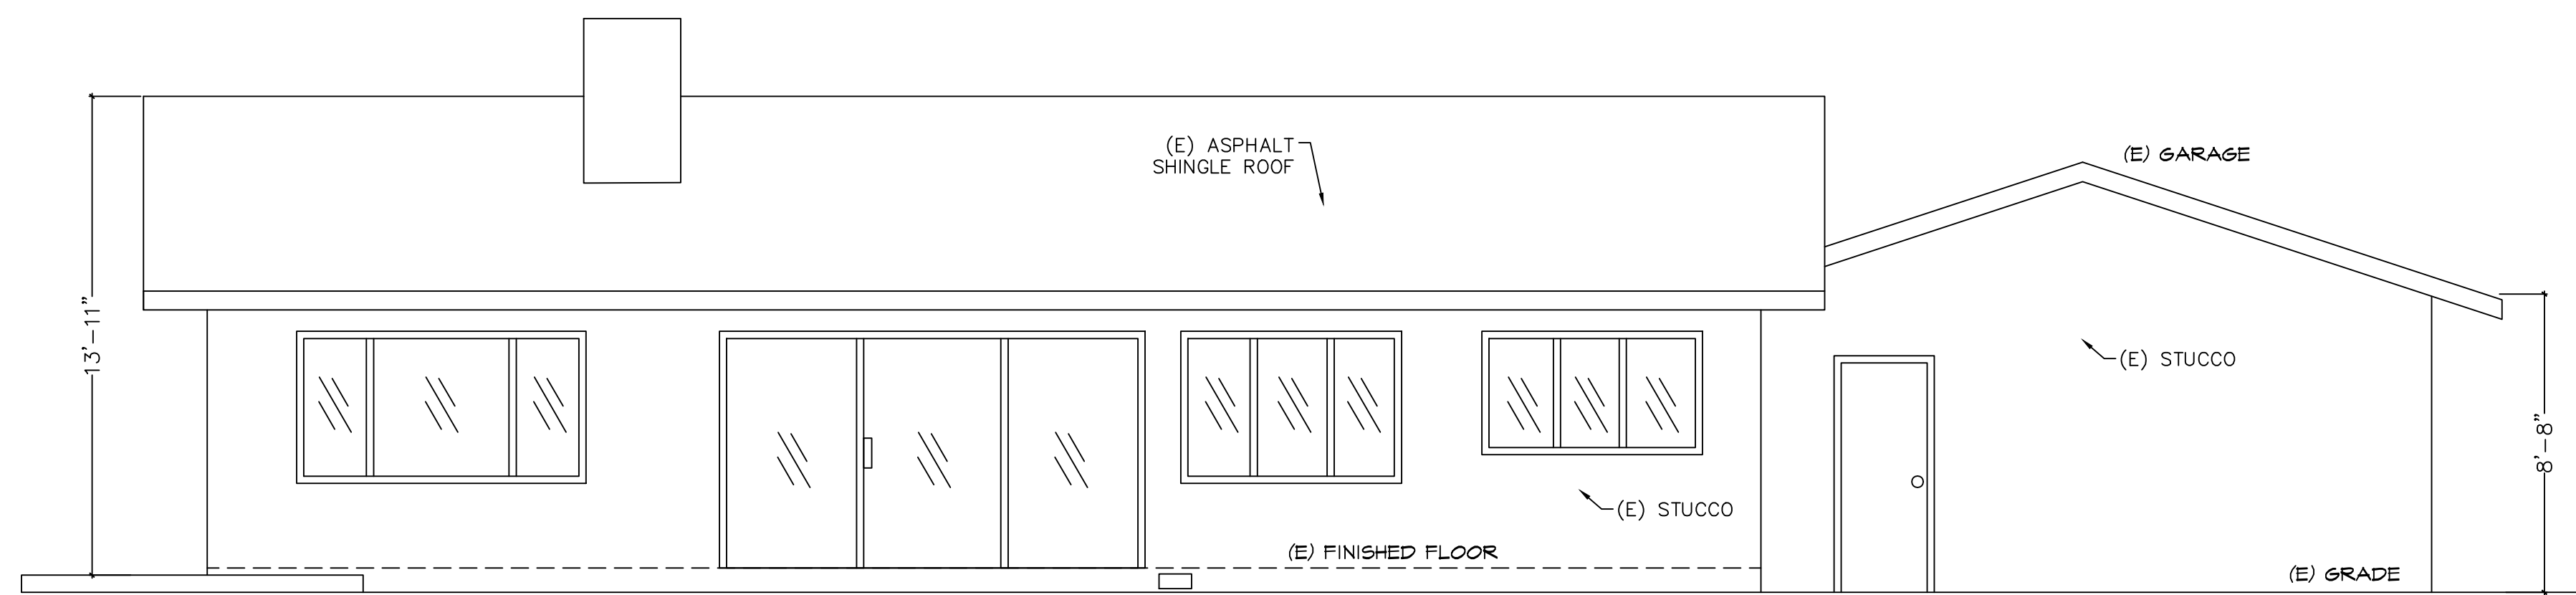 (E) ASPHALT
SHINGLE ROOF
(E) GARAGE
13'-11"
(E) STUCCO
8'-8"
(E) STUCCO
(E) FINISHED FLOOR
(E) GRADE